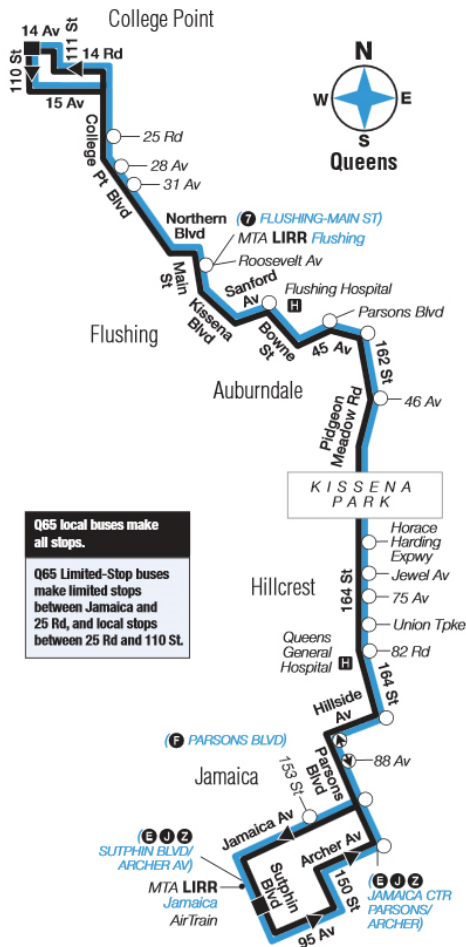 College Point
14 Av
111 St
14 Rd
110 St
15 Av
N
W
E
S
Queens
College Pt Blvd
25 Rd
28 Av
31 Av
Northern
Blvd
(7 FLUSHING-MAIN ST)
MTA LIRR Flushing
Roosevelt Av
Main
St
Kissena
Blvd
Sanford
Av
Flushing Hospital
H
Bowne
St
Parsons Blvd
45 Av
Flushing
162 St
Auburndale
46 Av
Pidgeon
Meadow Rd
KISSENA
PARK
Q65 local buses make
all stops.
Q65 Limited-Stop buses
make limited stops
between Jamaica and
25 Rd, and local stops
between 25 Rd and 110 St.
Horace
Harding
Expwy
Jewel Av
164 St
75 Av
Hillcrest
Union Tpke
Queens
General
Hospital H
82 Rd
164 St
Hillside
Av
(F PARSONS BLVD)
Parsons
Blvd
88 Av
Jamaica
153 St
Jamaica Av
(E J Z
SUTPHIN BLVD/
ARCHER AV)
MTA LIRR
Jamaica
AirTrain
Sutphin
Blvd
Archer Av
150 St
95 Av
(E J Z
JAMAICA CTR
PARSONS/
ARCHER)